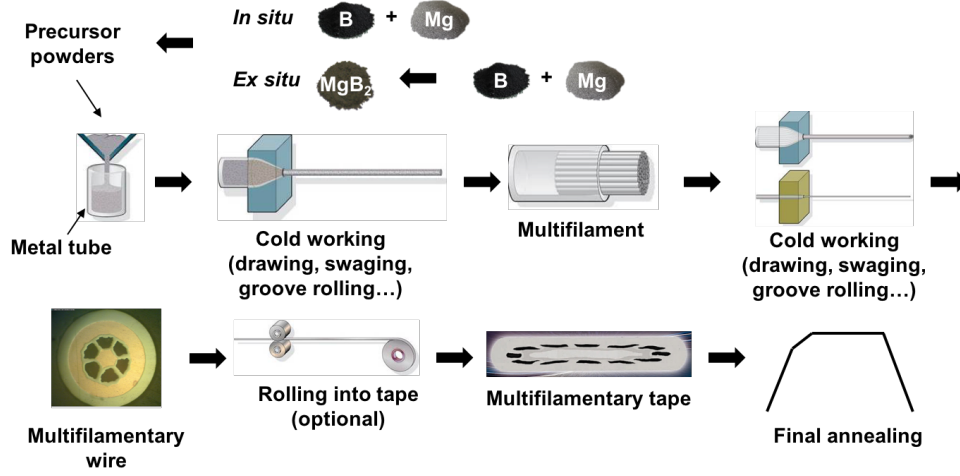 In situ B + Mg
Precursor
powders
Ex situ MgB₂ B + Mg
Metal tube
Cold working
(drawing, swaging,
groove rolling…)
Multifilament
Cold working
(drawing, swaging,
groove rolling…)
Multifilamentary
wire
Rolling into tape
(optional)
Multifilamentary tape
Final annealing